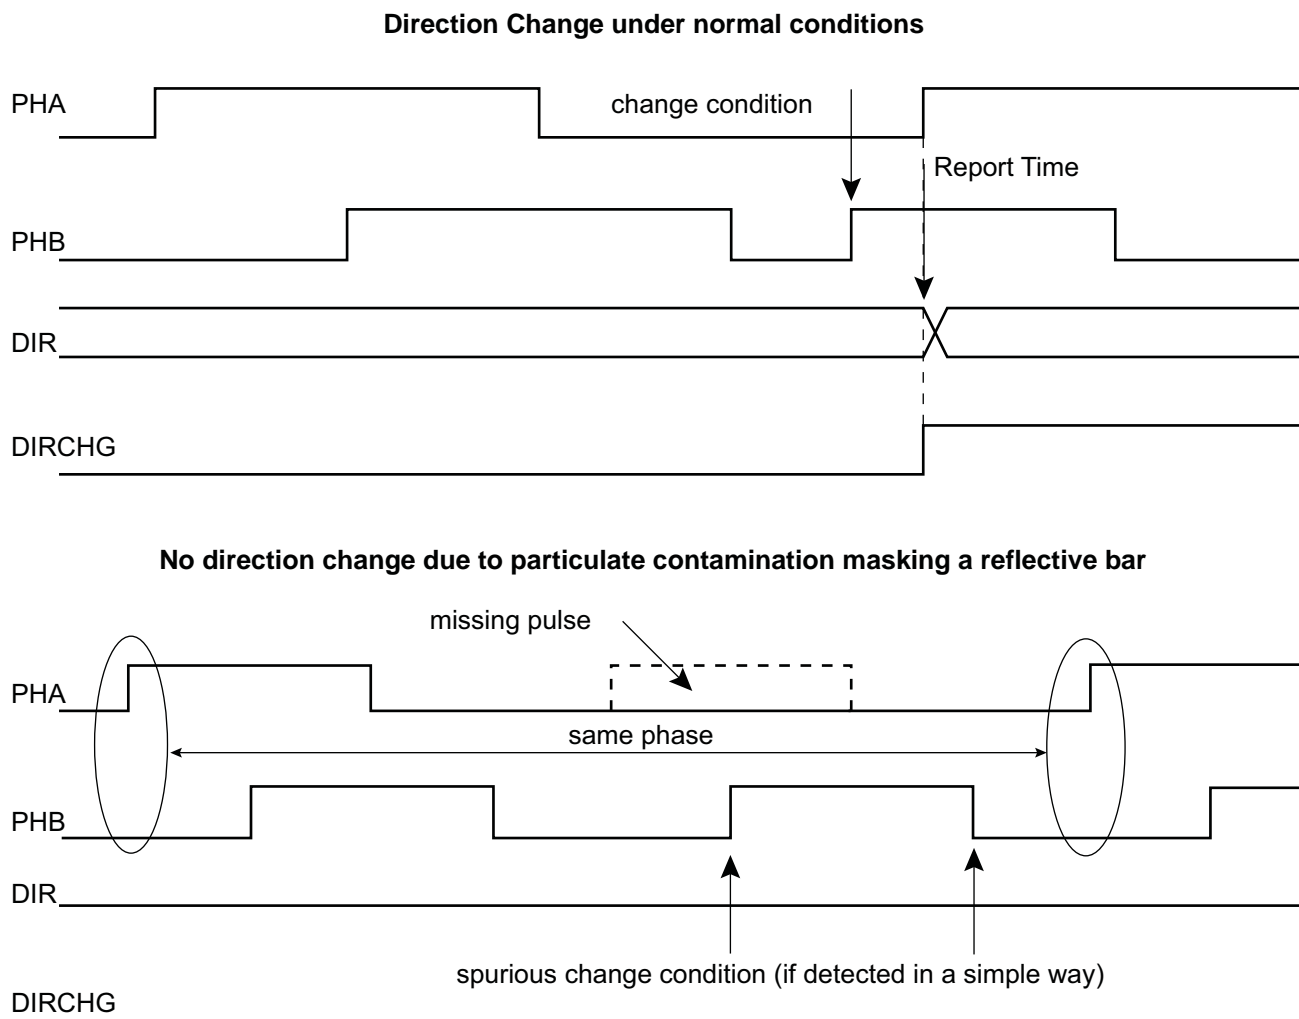 Direction Change under normal conditions
PHA
change condition
Report Time
PHB
DIR
DIRCHG
No direction change due to particulate contamination masking a reflective bar
missing pulse
PHA
same phase
PHB
DIR
spurious change condition (if detected in a simple way)
DIRCHG